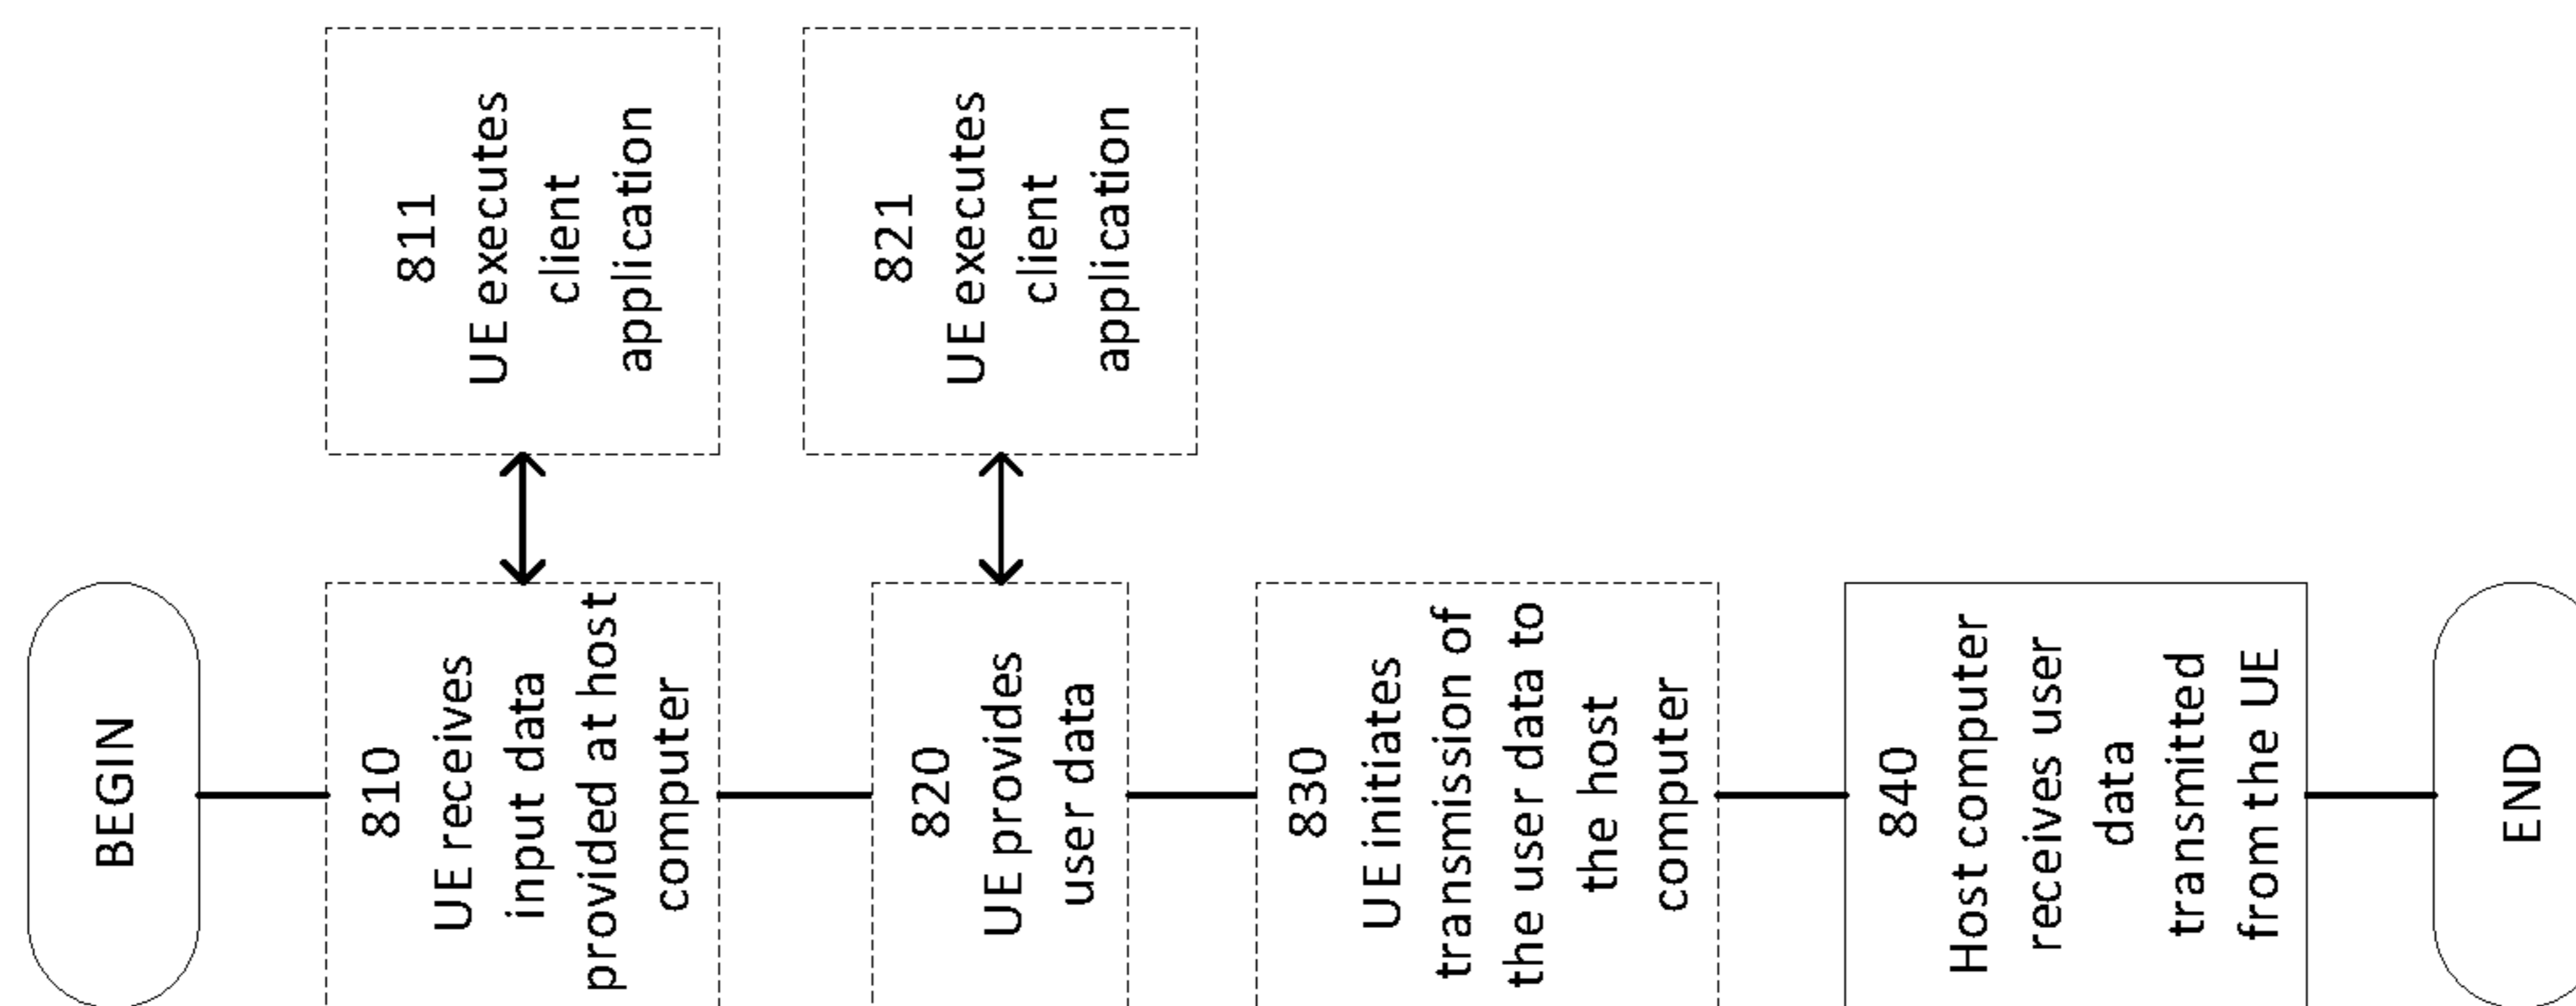 BEGIN
810
UE receives
input data
provided at host
computer
811
UE executes
client
application
820
UE provides
user data
821
UE executes
client
application
830
UE initiates
transmission of
the user data to
the host
computer
840
Host computer
receives user
data
transmitted
from the UE
END